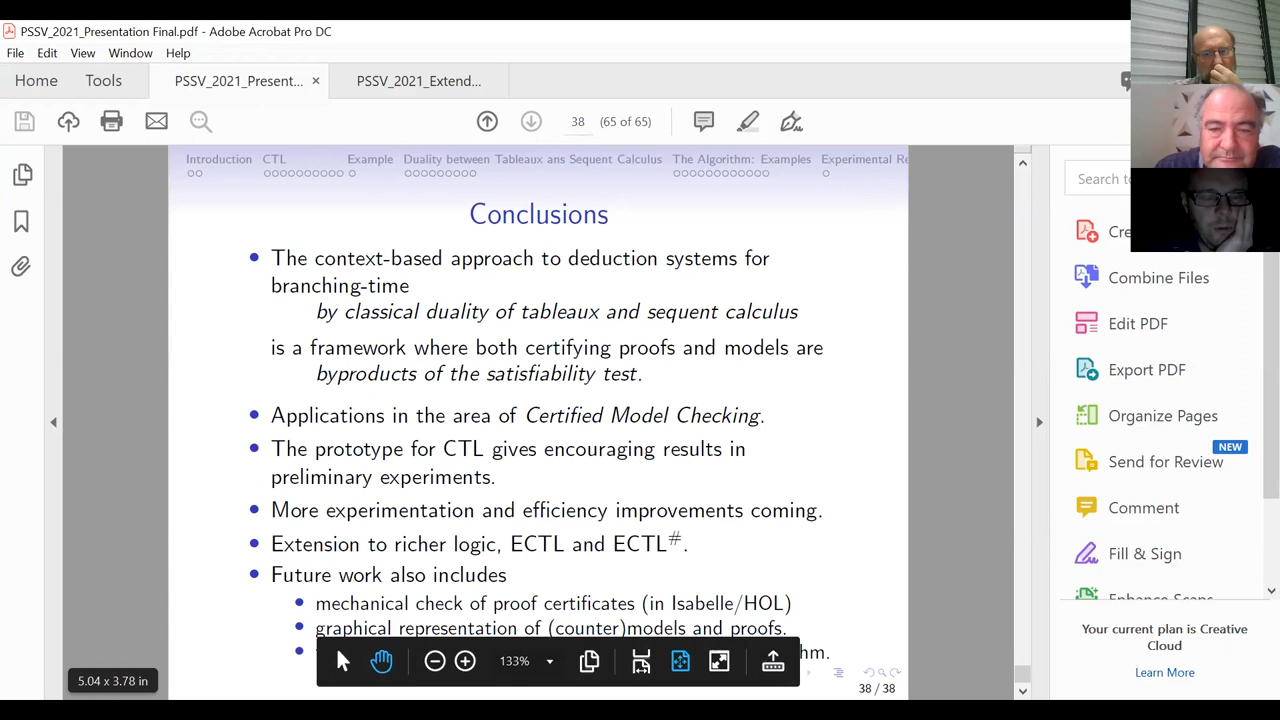 PSSV_2021_Presentation Final.pdf - Adobe Acrobat Pro DC
File Edit View Window Help
Home Tools PSSV_2021_Present... × PSSV_2021_Extend...
38 (65 of 65)
Introduction CTL Example Duality between Tableaux ans Sequent Calculus The Algorithm: Examples Experimental Re
Conclusions
• The context-based approach to deduction systems for
branching-time
by classical duality of tableaux and sequent calculus
is a framework where both certifying proofs and models are
byproducts of the satisfiability test.
• Applications in the area of Certified Model Checking.
• The prototype for CTL gives encouraging results in
preliminary experiments.
• More experimentation and efficiency improvements coming.
• Extension to richer logic, ECTL and ECTL#.
• Future work also includes
• mechanical check of proof certificates (in Isabelle/HOL)
• graphical representation of (counter)models and proofs.
133%
38 / 38
5.04 x 3.78 in
Search to
Combine Files
Edit PDF
Export PDF
Organize Pages
NEW
Send for Review
Comment
Fill & Sign
Your current plan is Creative
Cloud
Learn More